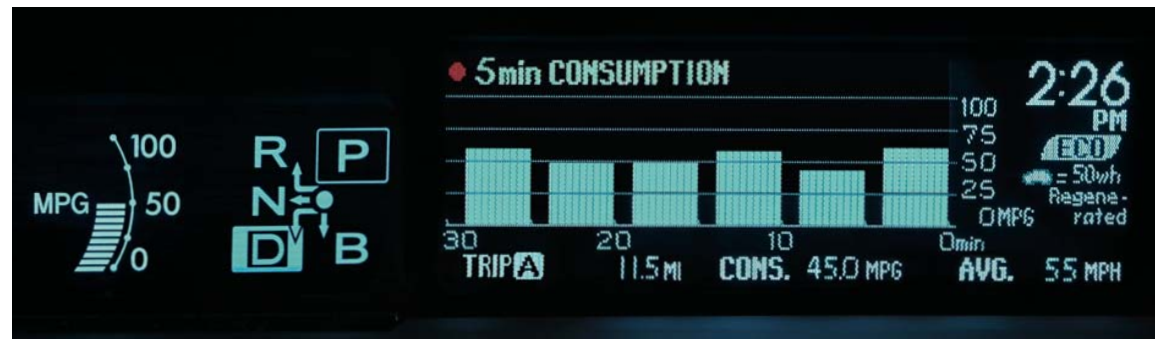 5min CONSUMPTION
2:26
PM
ECO
= 50wh
Regene-
rated
100
75
50
25
0MPG
30 20 10 0min
TRIP A 11.5 MI CONS. 45.0 MPG AVG. 55 MPH
100
MPG 50
0
R P
N
D B